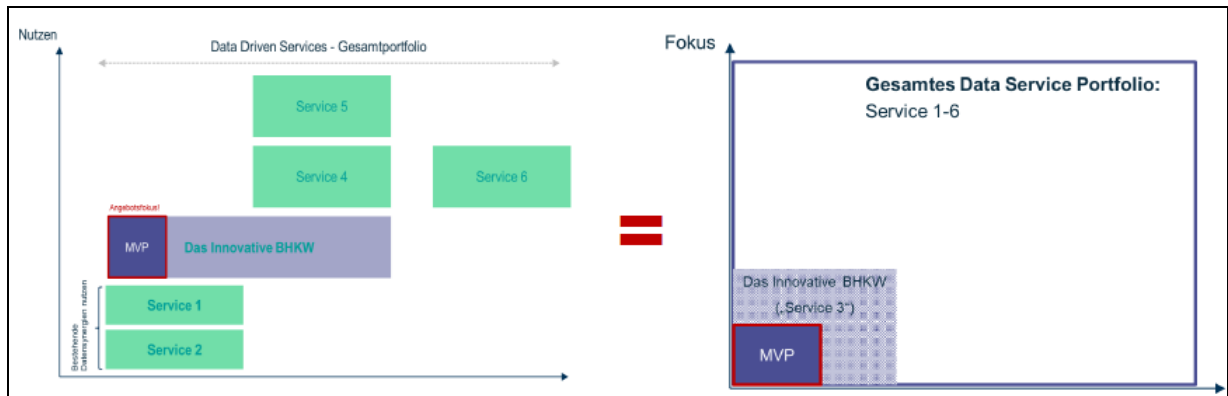 Nutzen
Data Driven Services - Gesamtportfolio
Service 5
Service 4
Service 6
Angebotsfokus!
MVP
Das Innovative BHKW
Bestehende
Datensynergien nutzen
Service 1
Service 2
Fokus
Gesamtes Data Service Portfolio:
Service 1-6
Das Innovative BHKW
(„Service 3“)
MVP